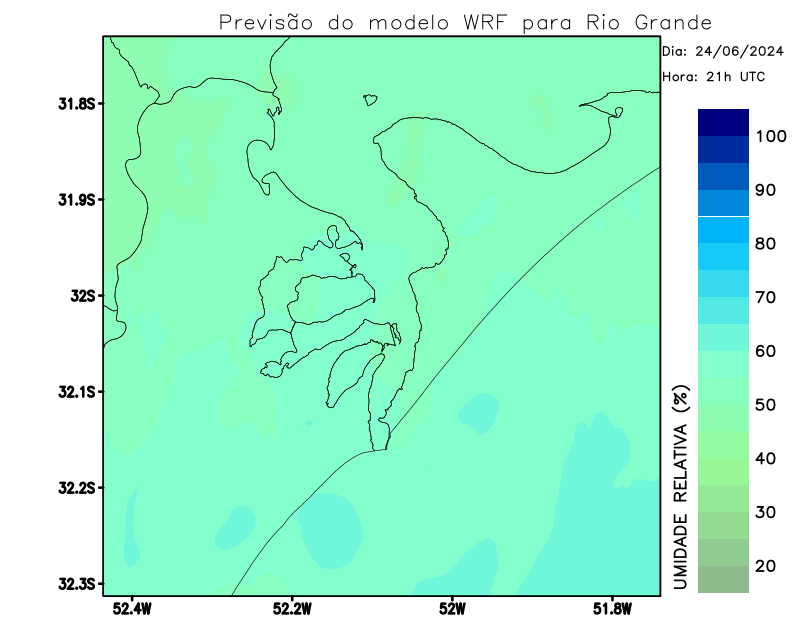 Previsão do modelo WRF para Rio Grande
Dia: 24/06/2024
Hora: 21h UTC
31.8S
31.9S
32S
32.1S
32.2S
32.3S
52.4W
52.2W
52W
51.8W
100
90
80
70
60
50
40
30
20
UMIDADE RELATIVA (%)